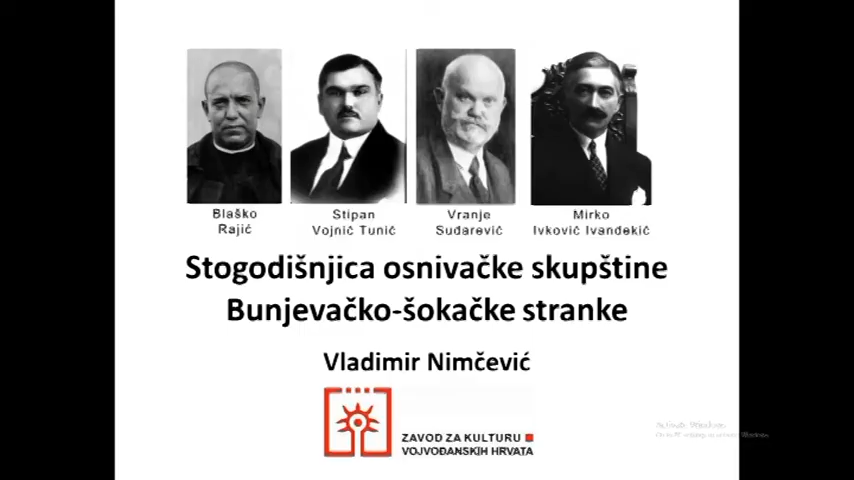 Blaško
Rajić
Stipan
Vojnić Tunić
Vranje
Sudarević
Mirko
Ivković Ivandekić
Stogodišnjica osnivačke skupštine
Bunjevačko-šokačke stranke
Vladimir Nimčević
ZAVOD ZA KULTURU
VOJVOĐANSKIH HRVATA